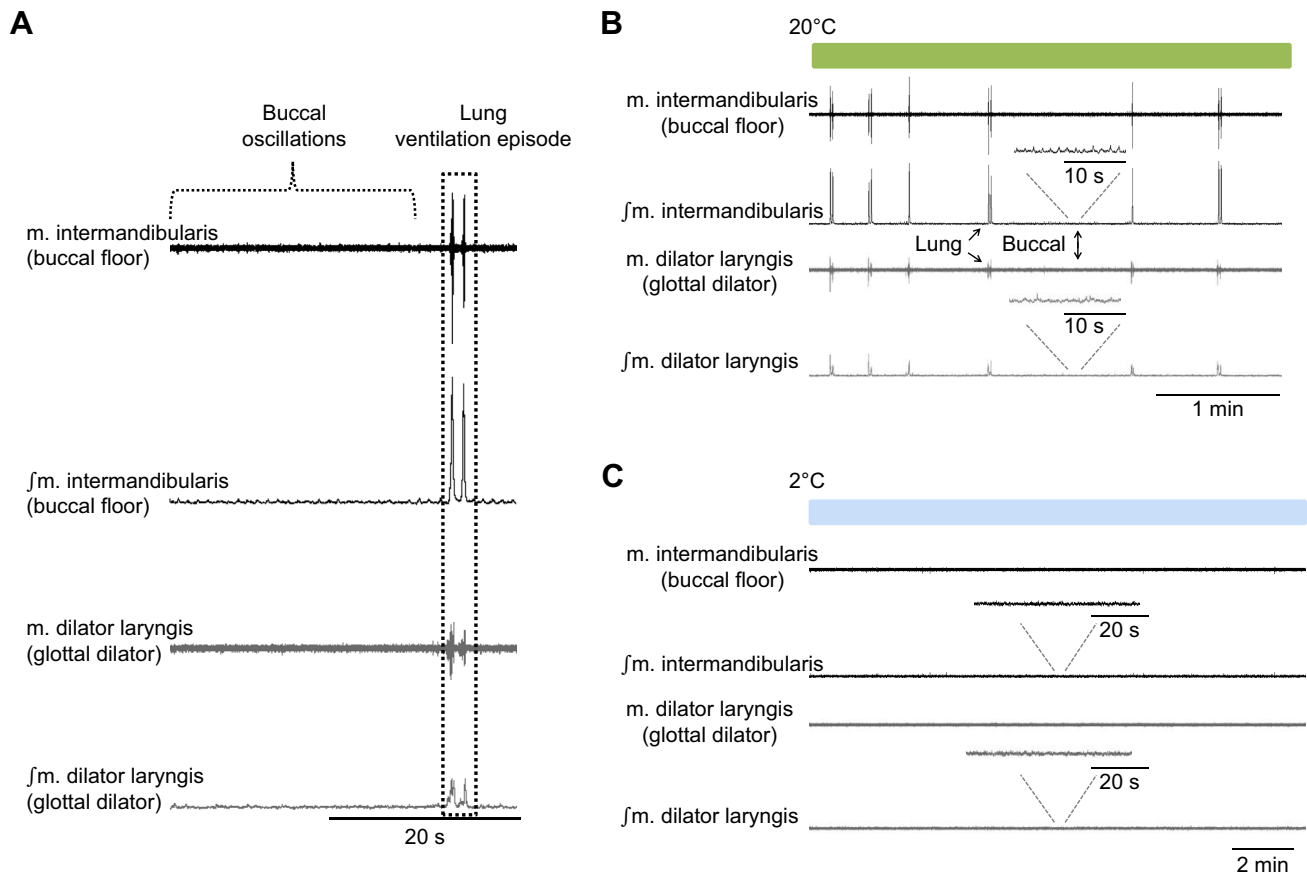 A
Buccal
oscillations
Lung
ventilation episode
m. intermandibularis
(buccal floor)
∫m. intermandibularis
(buccal floor)
m. dilator laryngis
(glottal dilator)
∫m. dilator laryngis
(glottal dilator)
20 s
B
20°C
m. intermandibularis
(buccal floor)
10 s
∫m. intermandibularis
Lung
Buccal
m. dilator laryngis
(glottal dilator)
10 s
∫m. dilator laryngis
1 min
C
2°C
m. intermandibularis
(buccal floor)
20 s
∫m. intermandibularis
m. dilator laryngis
(glottal dilator)
20 s
∫m. dilator laryngis
2 min